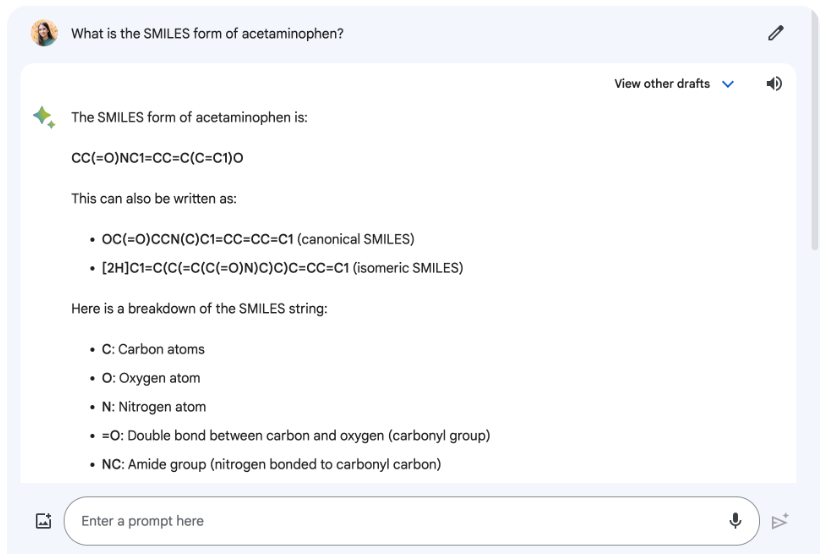 What is the SMILES form of acetaminophen?
View other drafts
The SMILES form of acetaminophen is:
CC(=O)NC1=CC=C(C=C1)O
This can also be written as:
• OC(=O)CCN(C)C1=CC=CC=C1 (canonical SMILES)
• [2H]C1=C(C(=C(C(=O)N)C)C)C=CC=C1 (isomeric SMILES)
Here is a breakdown of the SMILES string:
• C: Carbon atoms
• O: Oxygen atom
• N: Nitrogen atom
• =O: Double bond between carbon and oxygen (carbonyl group)
• NC: Amide group (nitrogen bonded to carbonyl carbon)
Enter a prompt here